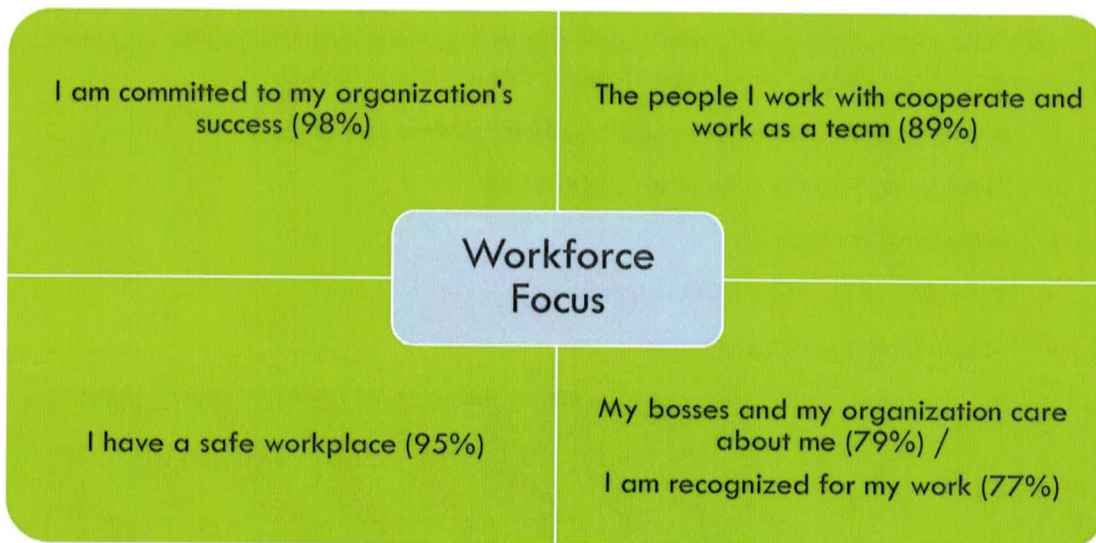 I am committed to my organization's
success (98%)
The people I work with cooperate and
work as a team (89%)
Workforce
Focus
I have a safe workplace (95%)
My bosses and my organization care
about me (79%) /
I am recognized for my work (77%)